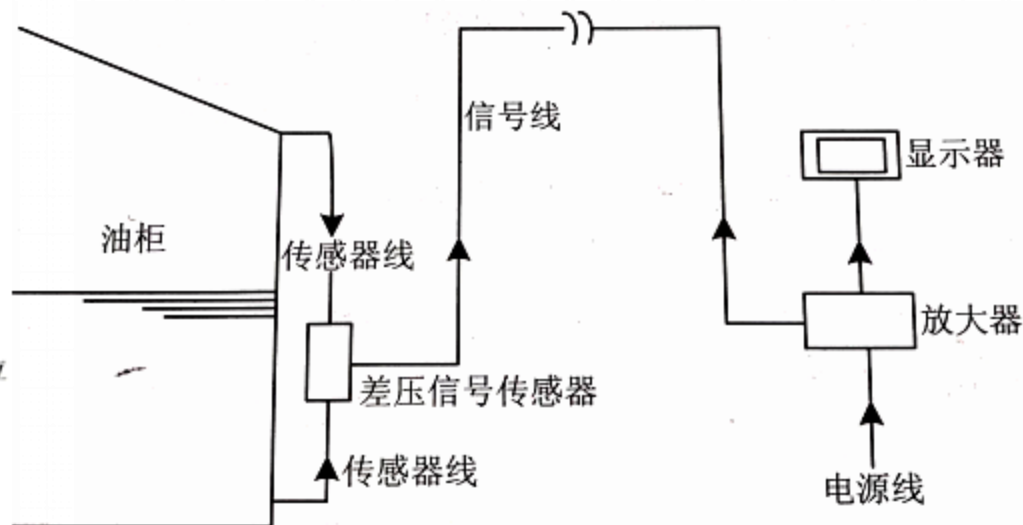 信号线
显示器
油柜
传感器线
放大器
差压信号传感器
传感器线
电源线